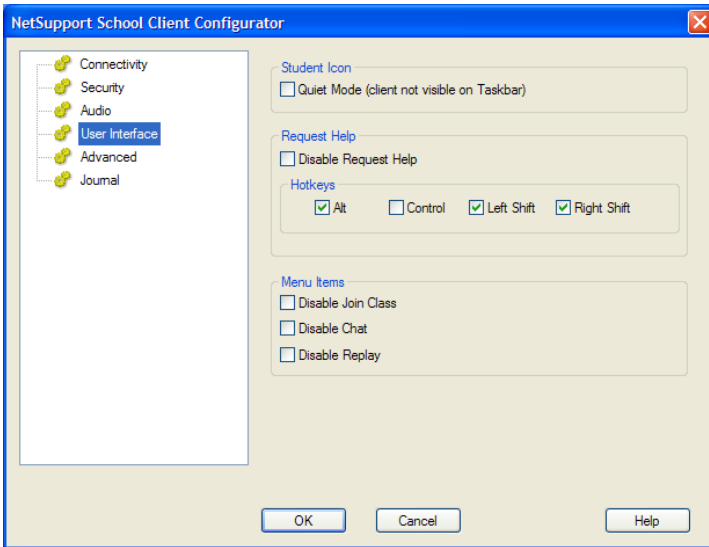 NetSupport School Client Configurator
Connectivity
Security
Audio
User Interface
Advanced
Journal
Student Icon
Quiet Mode (client not visible on Taskbar)
Request Help
Disable Request Help
Hotkeys
Alt Control Left Shift Right Shift
Menu Items
Disable Join Class
Disable Chat
Disable Replay
OK Cancel Help